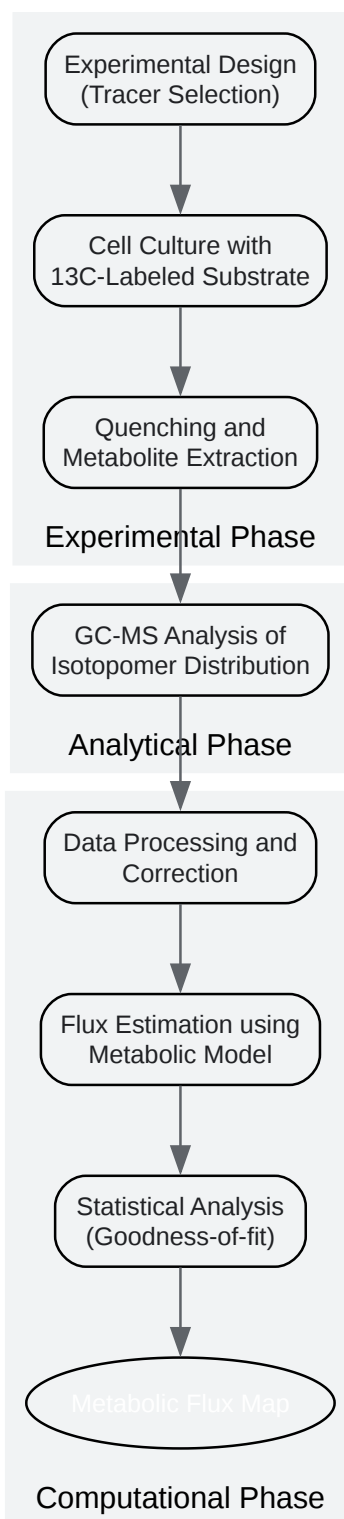 Experimental Design
(Tracer Selection)
Cell Culture with
13C-Labeled Substrate
Quenching and
Metabolite Extraction
Experimental Phase
GC-MS Analysis of
Isotopomer Distribution
Analytical Phase
Data Processing and
Correction
Flux Estimation using
Metabolic Model
Statistical Analysis
(Goodness-of-fit)
Metabolic Flux Map
Computational Phase